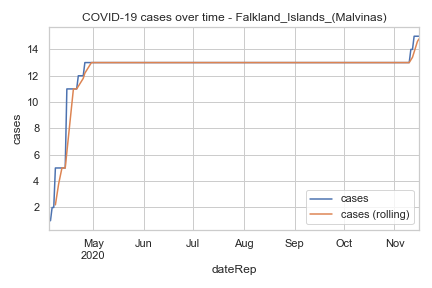 COVID-19 cases over time - Falkland_Islands_(Malvinas)
cases
14
12
10
8
6
4
2
cases
cases (rolling)
May Jun Jul Aug Sep Oct Nov
2020
dateRep